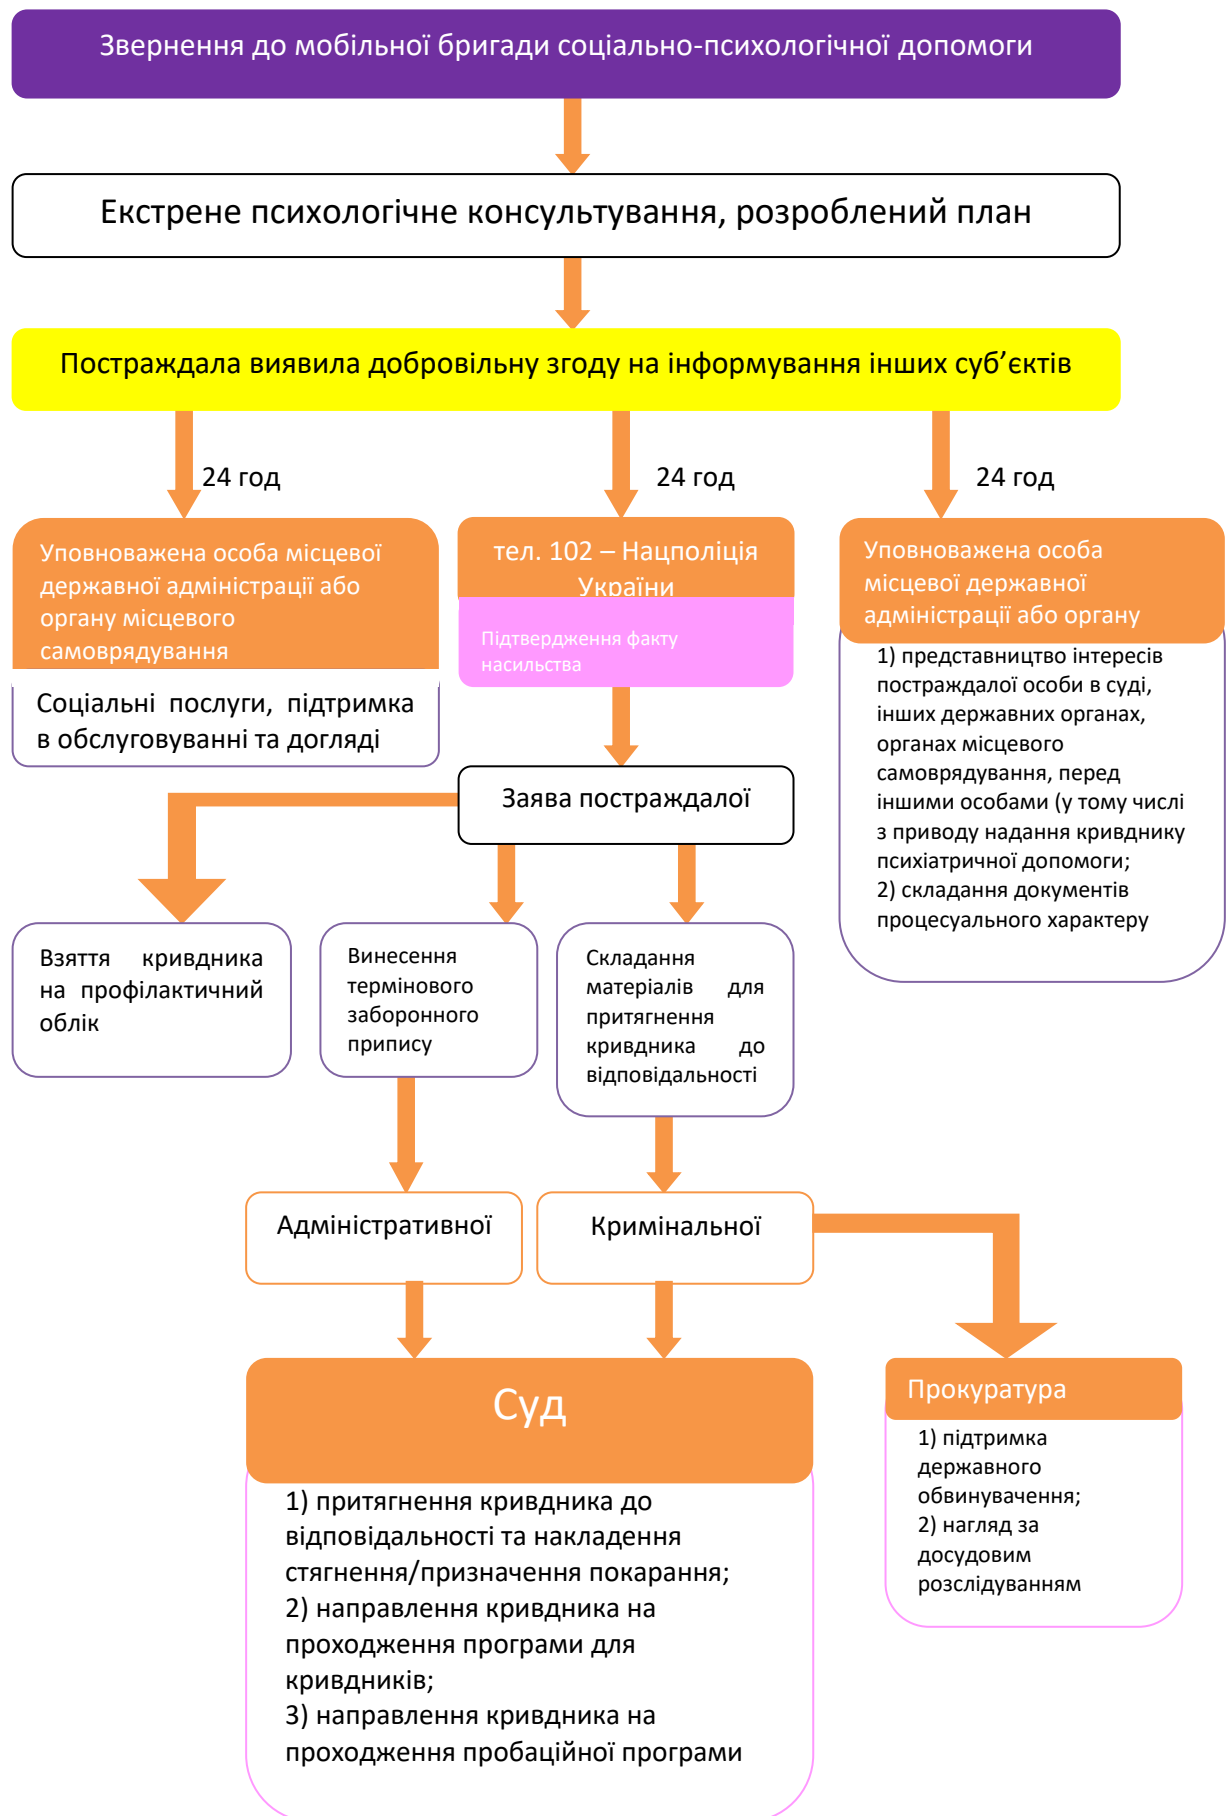 Звернення до мобільної бригади соціально-психологічної допомоги
Екстрене психологічне консультування, розроблений план
Постраждала виявила добровільну згоду на інформування інших суб’єктів
24 год
24 год
24 год
Уповноважена особа місцевої
державної адміністрації або
органу місцевого
самоврядування
Соціальні послуги, підтримка
в обслуговуванні та догляді
тел. 102 – Нацполіція
України
Підтвердження факту
насильства
Уповноважена особа
місцевої державної
адміністрації або органу
1) представництво інтересів
постраждалої особи в суді,
інших державних органах,
органах місцевого
самоврядування, перед
іншими особами (у тому числі
з приводу надання кривднику
психіатричної допомоги;
2) складання документів
процесуального характеру
Заява постраждалої
Взяття кривдника
на профілактичний
облік
Винесення
термінового
заборонного
припису
Складання
матеріалів для
притягнення
кривдника до
відповідальності
Адміністративної
Кримінальної
Суд
1) притягнення кривдника до
відповідальності та накладення
стягнення/призначення покарання;
2) направлення кривдника на
проходження програми для
кривдників;
3) направлення кривдника на
проходження пробаційної програми
Прокуратура
1) підтримка
державного
обвинувачення;
2) нагляд за
досудовим
розслідуванням